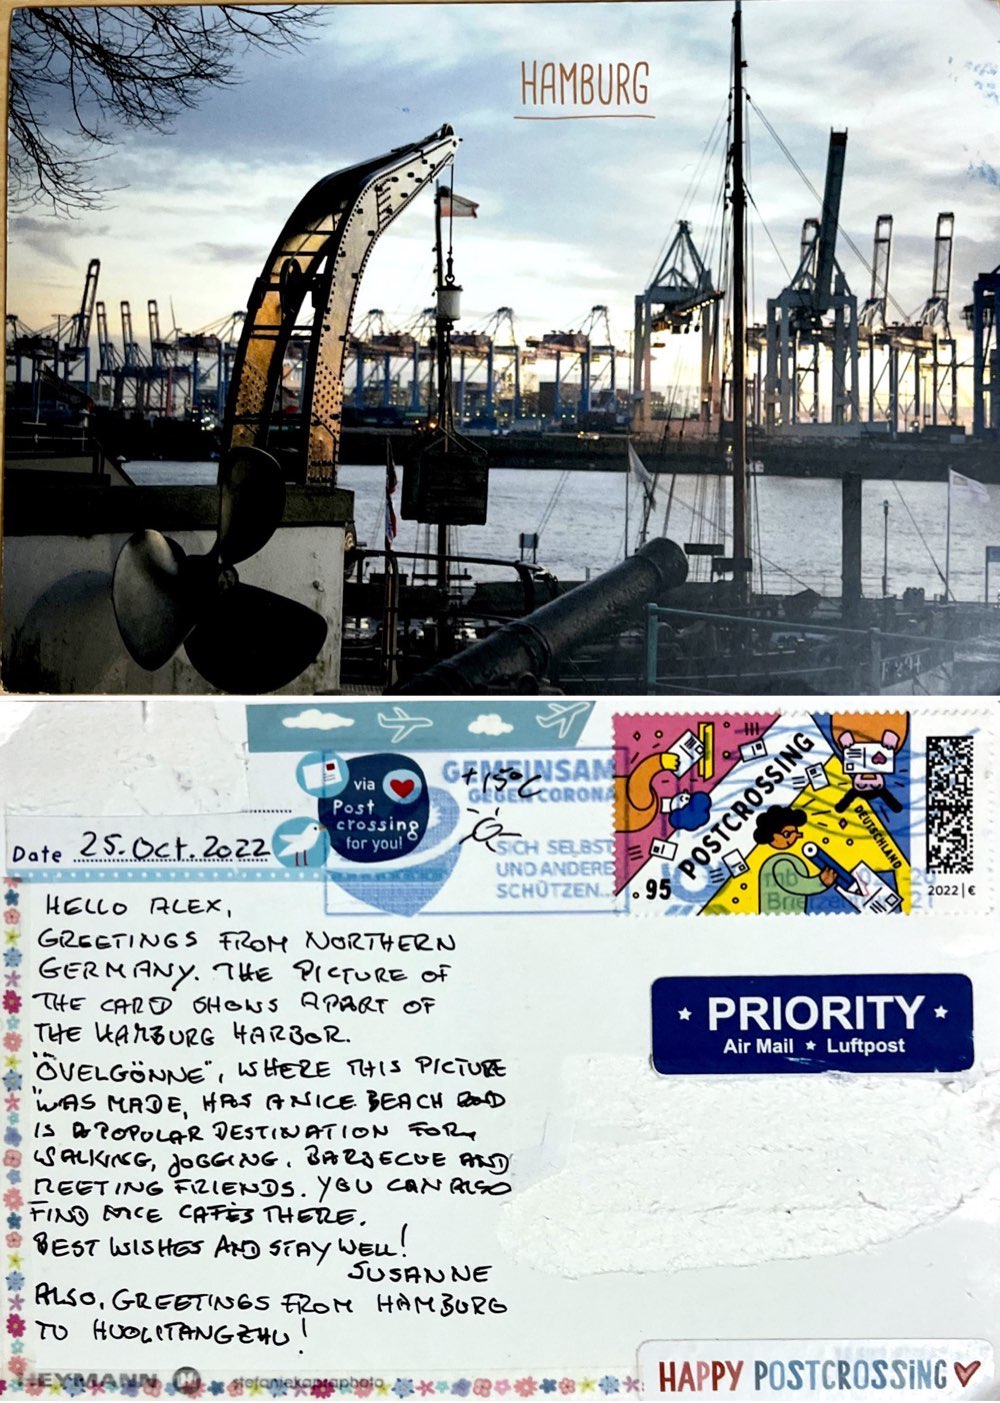 HAMBURG
via
Post
crossing
for you!
GEMEINSAM
GEGEN CORONA
SICH SELBST
UND ANDERE
SCHÜTZEN...
+15°C
POSTCROSSING
DEUTSCHLAND
.95
2022 | €
Briefzentrum 21
Date 25. Oct. 2022
HELLO ALEX,
GREETINGS FROM NORTHERN
GERMANY. THE PICTURE OF
THE CARD SHOWS A PART OF
THE HAMBURG HARBOR.
"ÖVELGÖNNE", WHERE THIS PICTURE
WAS MADE, HAS A NICE BEACH AND
IS A POPULAR DESTINATION FOR
WALKING, JOGGING, BARBECUE AND
MEETING FRIENDS. YOU CAN ALSO
FIND NICE CAFÉS THERE.
BEST WISHES AND STAY WELL!
SUSANNE
ALSO, GREETINGS FROM HAMBURG
TO HUOLITANGZHU!
PRIORITY
Air Mail Luftpost
HEYMANN
stefaniekapraphoto
HAPPY POSTCROSSING